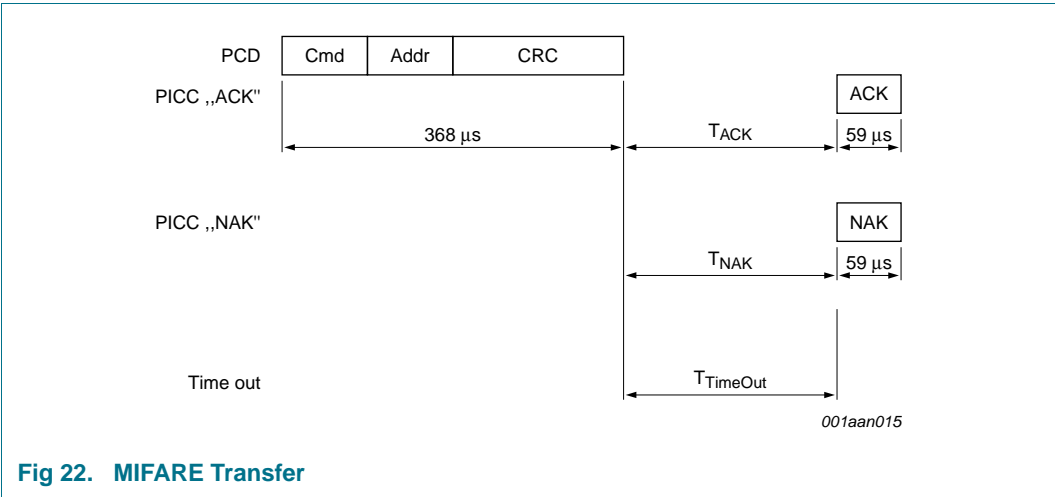 PCD Cmd Addr CRC
PICC ,,ACK" ACK
368 μs TACK 59 μs
PICC ,,NAK" NAK
TNAK 59 μs
Time out TTimeOut
001aan015
Fig 22. MIFARE Transfer